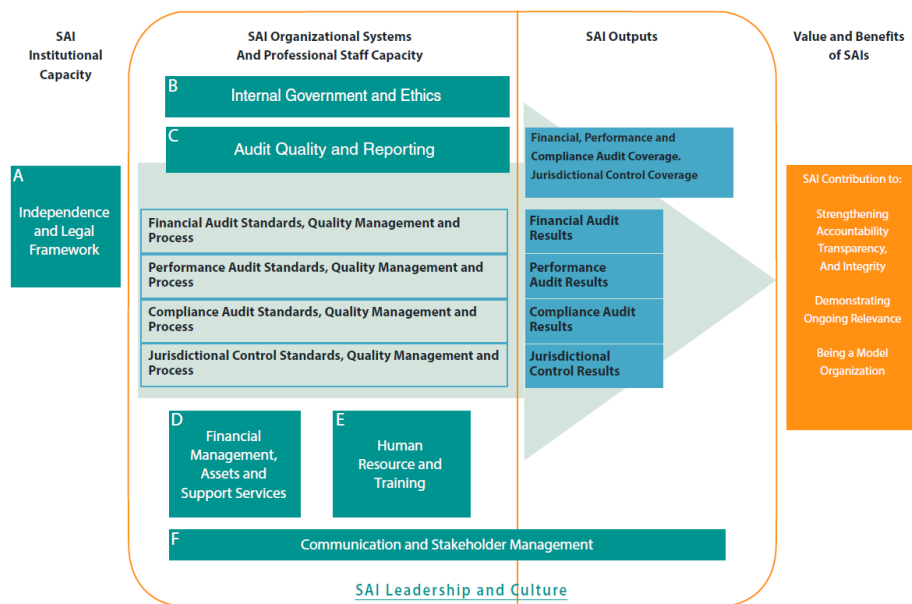 SAI
Institutional
Capacity
SAI Organizational Systems
And Professional Staff Capacity
SAI Outputs
Value and Benefits
of SAIs
B
Internal Government and Ethics
C
Audit Quality and Reporting
Financial, Performance and
Compliance Audit Coverage.
Jurisdictional Control Coverage
A
Independence
and Legal
Framework
Financial Audit Standards, Quality Management and
Process
Performance Audit Standards, Quality Management and
Process
Compliance Audit Standards, Quality Management and
Process
Jurisdictional Control Standards, Quality Management and
Process
Financial Audit
Results
Performance
Audit Results
Compliance Audit
Results
Jurisdictional
Control Results
SAI Contribution to:
Strengthening
Accountability
Transparency,
And Integrity
Demonstrating
Ongoing Relevance
Being a Model
Organization
D
Financial
Management,
Assets and
Support Services
E
Human
Resource and
Training
F
Communication and Stakeholder Management
SAI Leadership and Culture